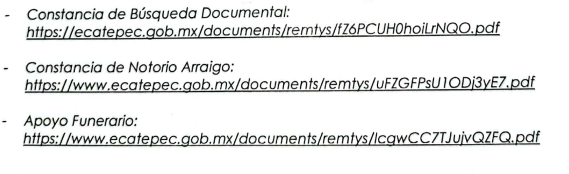 - Constancia de Búsqueda Documental:
https://ecatepec.gob.mx/documents/remtys/fZ6PCUH0hoiLrNQO.pdf
- Constancia de Notorio Arraigo:
https://www.ecatepec.gob.mx/documents/remtys/uFZGFPsU1ODj3yE7.pdf
- Apoyo Funerario:
https://www.ecatepec.gob.mx/documents/remtys/IcgwCC7TJujvQZFQ.pdf